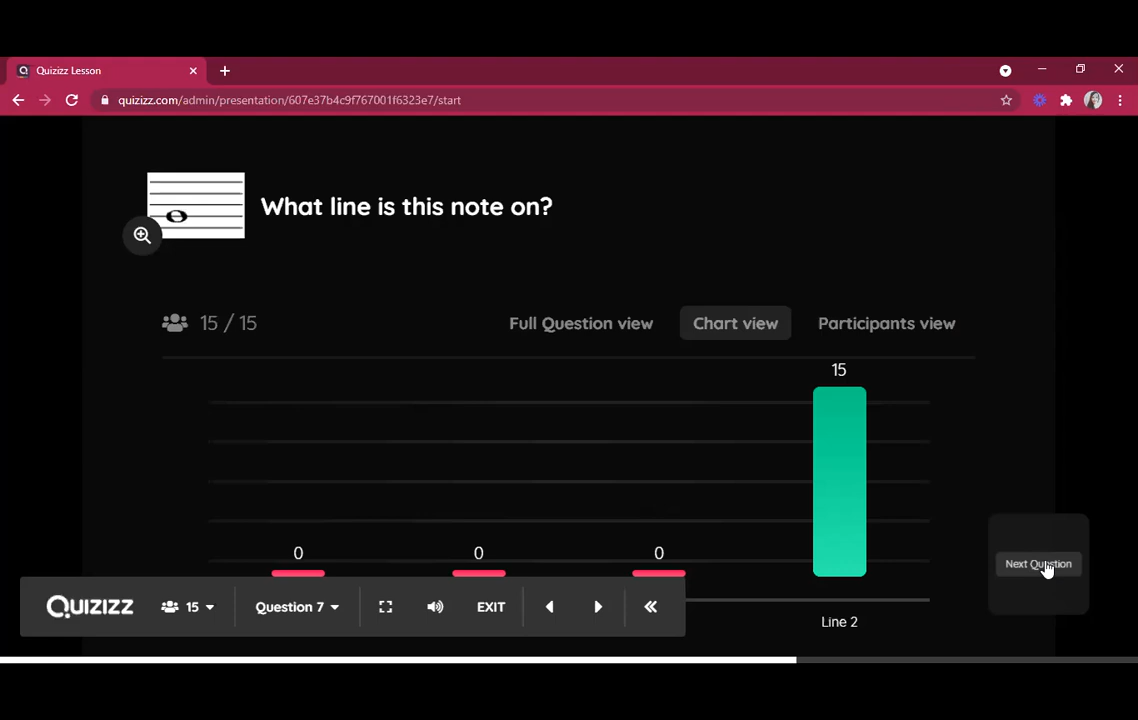 Quizizz Lesson
quizizz.com/admin/presentation/607e37b4c9f767001f6323e7/start
What line is this note on?
15 / 15
Full Question view
Chart view
Participants view
15
0
0
0
Next Question
Quizizz
15
Question 7
EXIT
Line 2